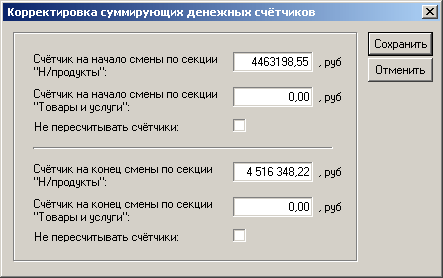 Корректировка суммирующих денежных счётчиков
Счётчик на начало смены по секции
"Н/продукты":
4463198,55 , руб
Сохранить
Отменить
Счётчик на начало смены по секции
"Товары и услуги":
0,00 , руб
Не пересчитывать счётчики:
Счётчик на конец смены по секции
"Н/продукты":
4 516 348,22 , руб
Счётчик на конец смены по секции
"Товары и услуги":
0,00 , руб
Не пересчитывать счётчики: